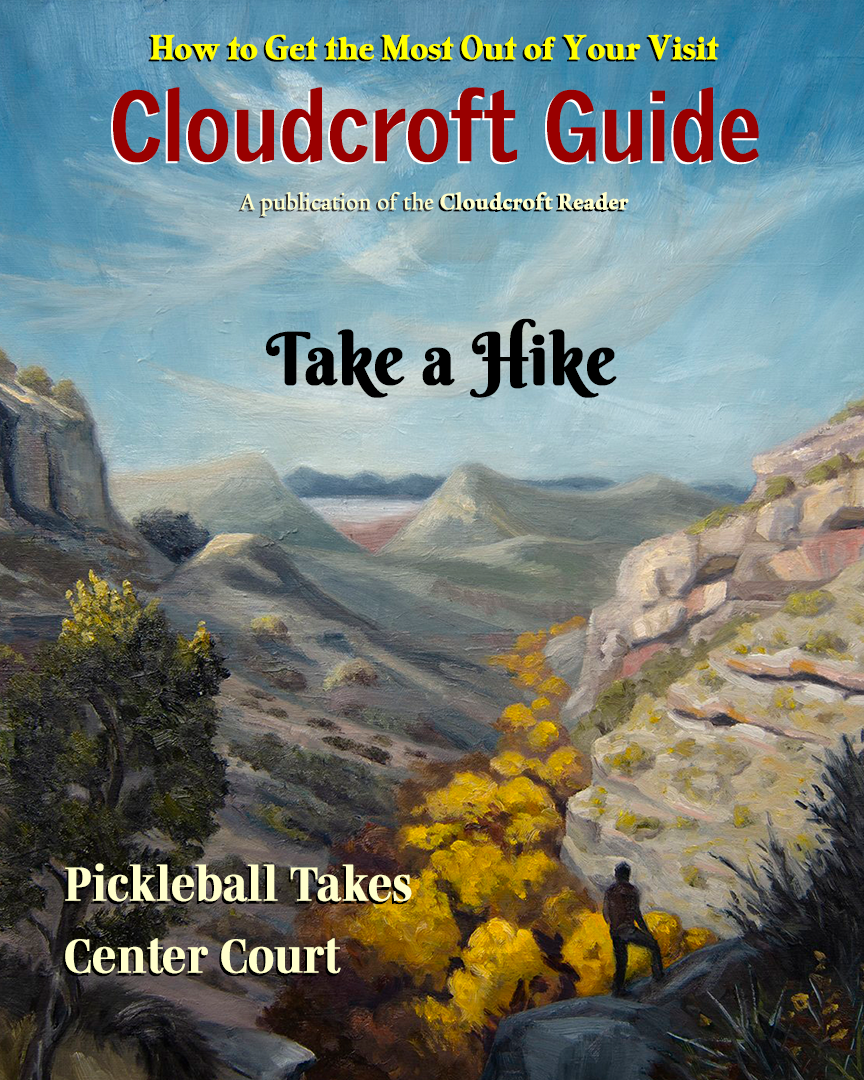 How to Get the Most Out of Your Visit
Cloudcroft Guide
A publication of the Cloudcroft Reader
Take a Hike
Pickleball Takes
Center Court